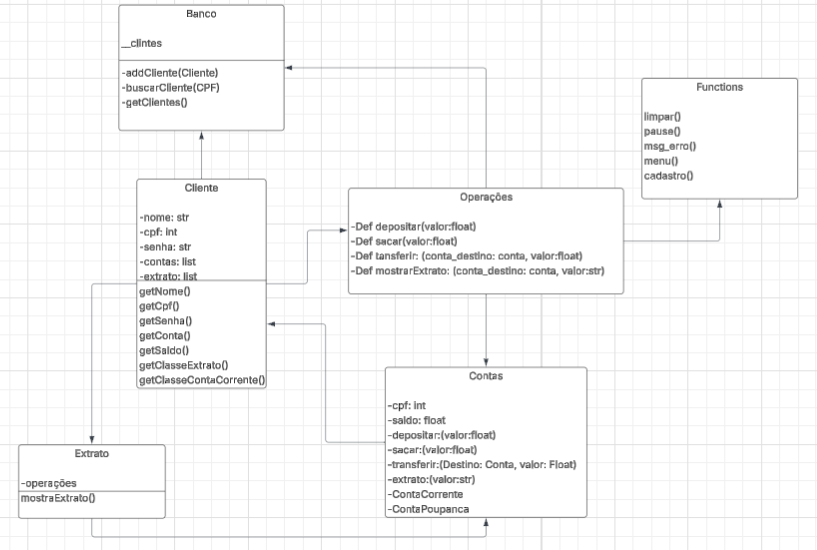 Banco
__clintes
-addCliente(Cliente)
-buscarCliente(CPF)
-getClientes()
Functions
limpar()
pause()
msg_erro()
menu()
cadastro()
Cliente
-nome: str
-cpf: int
-senha: str
-contas: list
-extrato: list
getNome()
getCpf()
getSenha()
getConta()
getSaldo()
getClasseExtrato()
getClasseContaCorrente()
Operações
-Def depositar(valor:float)
-Def sacar(valor:float)
-Def tansferir: (conta_destino: conta, valor:float)
-Def mostrarExtrato: (conta_destino: conta, valor:str)
Contas
-cpf: int
-saldo: float
-depositar:(valor:float)
-sacar:(valor:float)
-transferir:(Destino: Conta, valor: Float)
-extrato:(valor:str)
-ContaCorrente
-ContaPoupanca
Extrato
-operações
mostraExtrato()